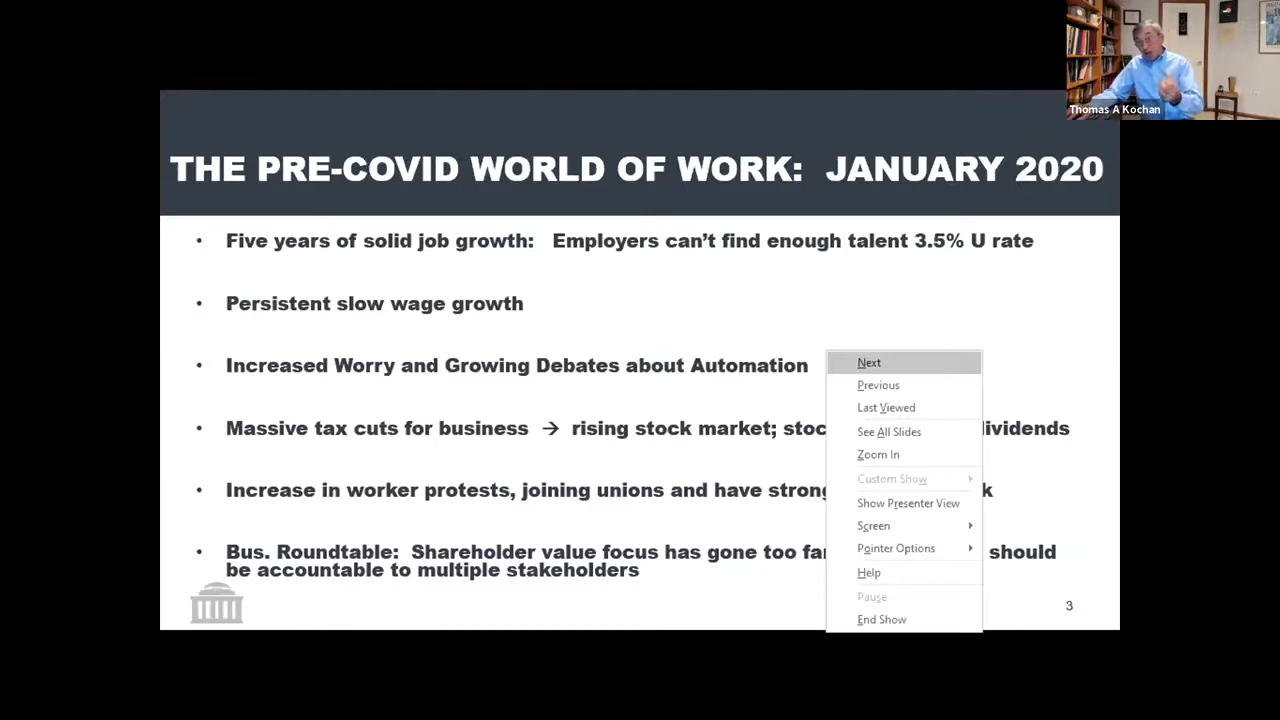 Thomas A Kochan
THE PRE-COVID WORLD OF WORK: JANUARY 2020
• Five years of solid job growth: Employers can't find enough talent 3.5% U rate
• Persistent slow wage growth
• Increased Worry and Growing Debates about Automation
• Massive tax cuts for business → rising stock market;
• Increase in worker protests, joining unions and have
• Bus. Roundtable: Shareholder value focus has gone too should
be accountable to multiple stakeholders
3
Next
Previous
Last Viewed
See All Slides
Zoom In
Custom Show
Show Presenter View
Screen
Pointer Options
Help
Pause
End Show